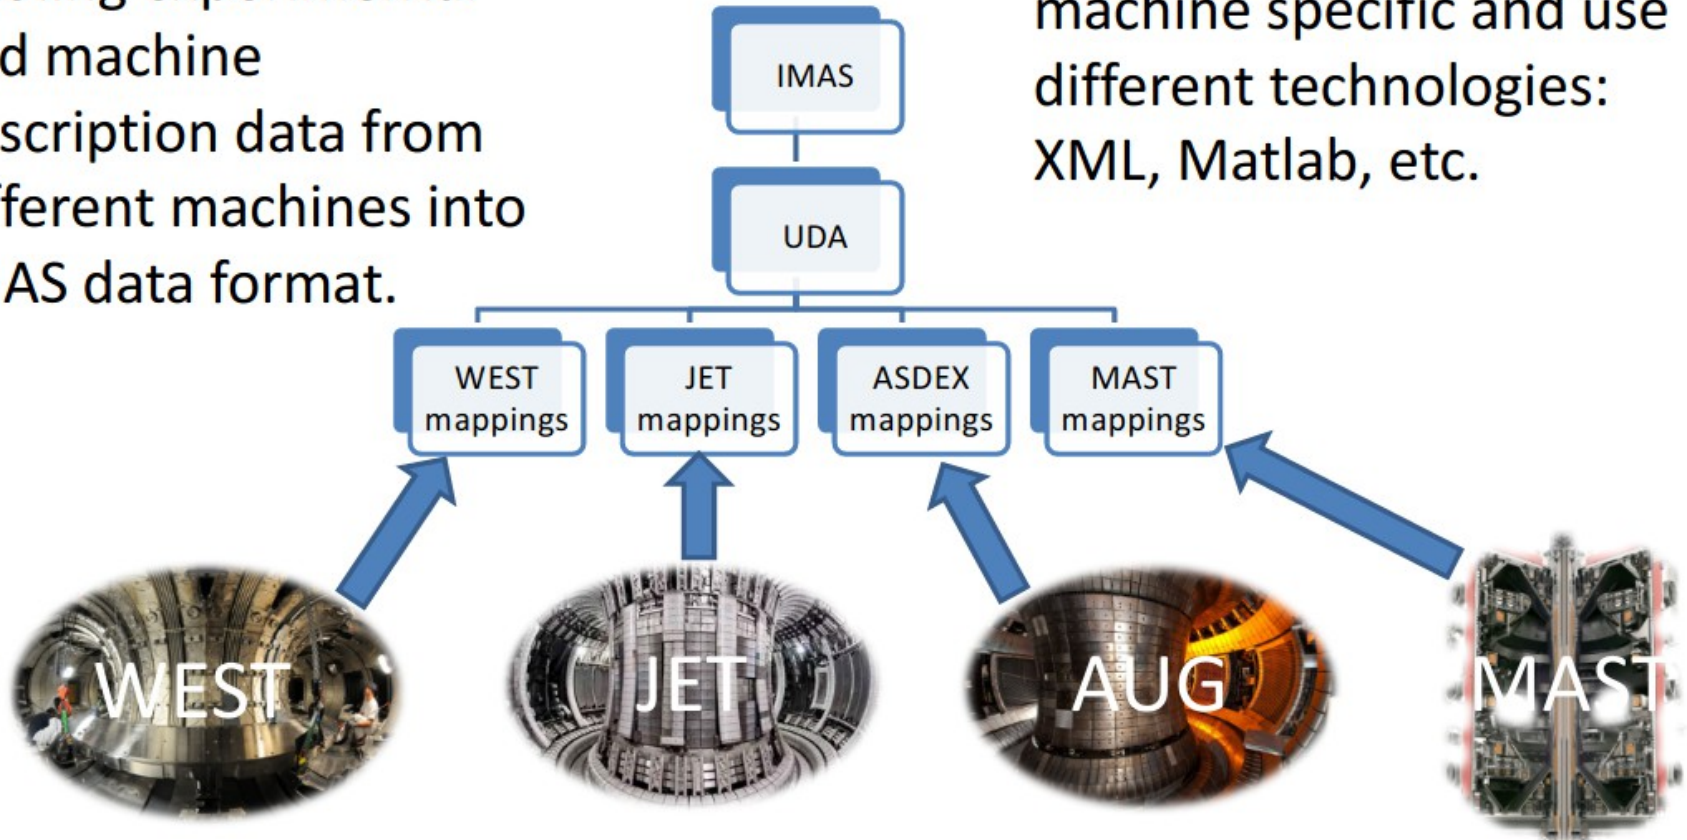 d machine
scription data from
ferent machines into
AS data format.
machine specific and use
different technologies:
XML, Matlab, etc.
IMAS
UDA
WEST
mappings
JET
mappings
ASDEX
mappings
MAST
mappings
WEST
JET
AUG
MAST